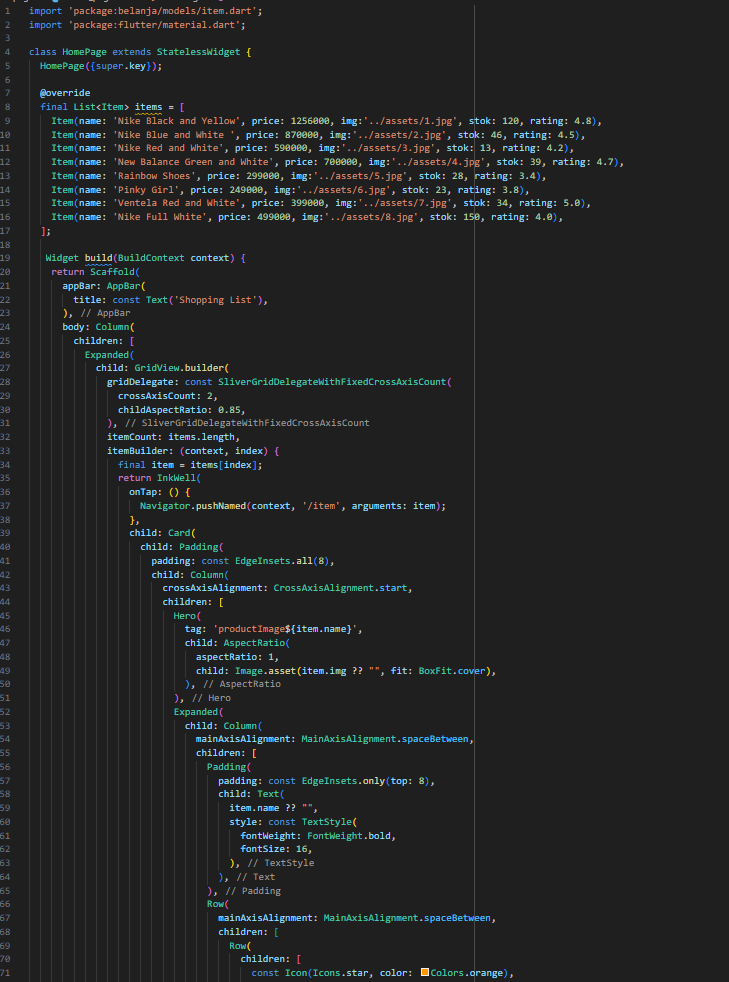 1 import 'package:belanja/models/item.dart';
2 import 'package:flutter/material.dart';
3
4 class HomePage extends StatelessWidget {
5   HomePage({super.key});
6
7   @override
8   final List<Item> items = [
9     Item(name: 'Nike Black and Yellow', price: 1256000, img:'../assets/1.jpg', stok: 120, rating: 4.8),
10     Item(name: 'Nike Blue and White ', price: 870000, img:'../assets/2.jpg', stok: 46, rating: 4.5),
11     Item(name: 'Nike Red and White', price: 590000, img:'../assets/3.jpg', stok: 13, rating: 4.2),
12     Item(name: 'New Balance Green and White', price: 700000, img:'../assets/4.jpg', stok: 39, rating: 4.7),
13     Item(name: 'Rainbow Shoes', price: 299000, img:'../assets/5.jpg', stok: 28, rating: 3.4),
14     Item(name: 'Pinky Girl', price: 249000, img:'../assets/6.jpg', stok: 23, rating: 3.8),
15     Item(name: 'Ventela Red and White', price: 399000, img:'../assets/7.jpg', stok: 34, rating: 5.0),
16     Item(name: 'Nike Full White', price: 499000, img:'../assets/8.jpg', stok: 150, rating: 4.0),
17   ];
18
19    Widget build(BuildContext context) {
20     return Scaffold(
21       appBar: AppBar(
22         title: const Text('Shopping List'),
23       ), // AppBar
24       body: Column(
25         children: [
26           Expanded(
27             child: GridView.builder(
28               gridDelegate: const SliverGridDelegateWithFixedCrossAxisCount(
29                 crossAxisCount: 2,
30                 childAspectRatio: 0.85,
31               ), // SliverGridDelegateWithFixedCrossAxisCount
32               itemCount: items.length,
33               itemBuilder: (context, index) {
34                 final item = items[index];
35                 return InkWell(
36                   onTap: () {
37                     Navigator.pushNamed(context, '/item', arguments: item);
38                   },
39                   child: Card(
40                     child: Padding(
41                       padding: const EdgeInsets.all(8),
42                       child: Column(
43                         crossAxisAlignment: CrossAxisAlignment.start,
44                         children: [
45                           Hero(
46                             tag: 'productImage${item.name}',
47                             child: AspectRatio(
48                               aspectRatio: 1,
49                               child: Image.asset(item.img ?? "", fit: BoxFit.cover),
50                             ), // AspectRatio
51                           ), // Hero
52                           Expanded(
53                             child: Column(
54                               mainAxisAlignment: MainAxisAlignment.spaceBetween,
55                               children: [
56                                 Padding(
57                                   padding: const EdgeInsets.only(top: 8),
58                                   child: Text(
59                                     item.name ?? "",
60                                     style: const TextStyle(
61                                       fontWeight: FontWeight.bold,
62                                       fontSize: 16,
63                                     ), // TextStyle
64                                   ), // Text
65                                 ), // Padding
66                                 Row(
67                                   mainAxisAlignment: MainAxisAlignment.spaceBetween,
68                                   children: [
69                                     Row(
70                                       children: [
71                                         const Icon(Icons.star, color: Colors.orange),